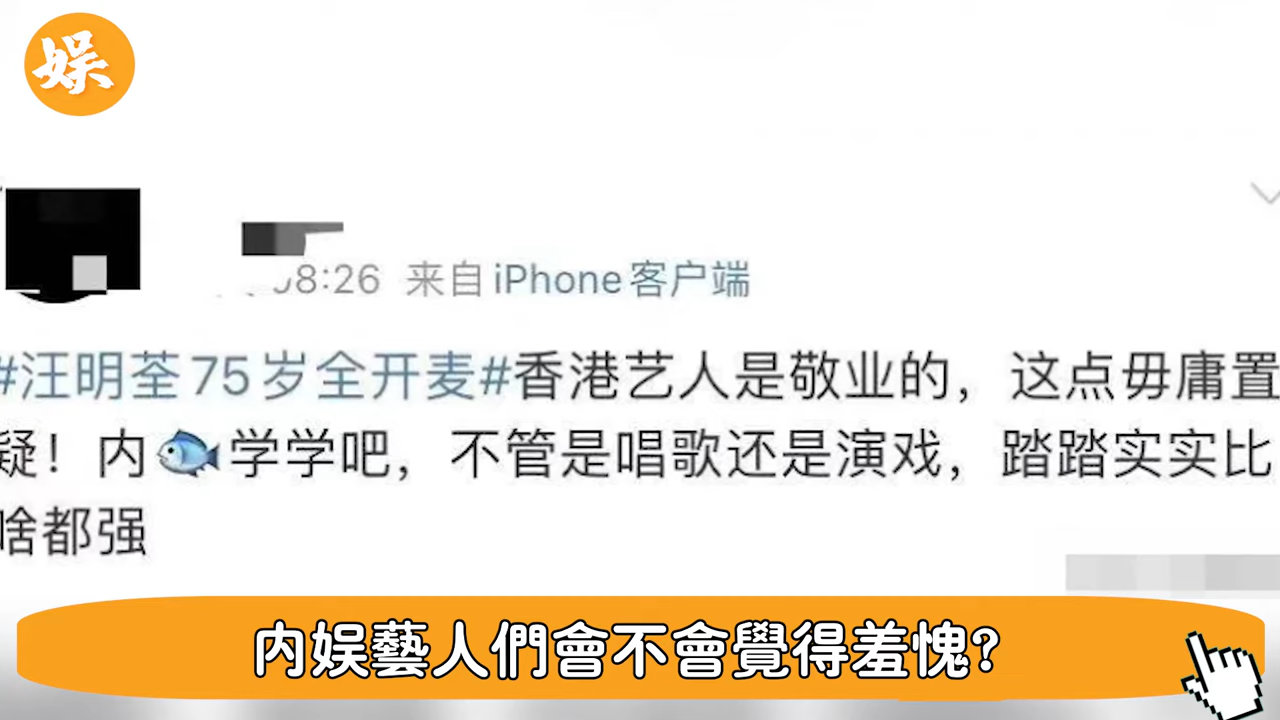 娱
08:26 来自iPhone客户端
#汪明荃75岁全开麦#香港艺人是敬业的，这点毋庸置
疑！内🐟学学吧，不管是唱歌还是演戏，踏踏实实比
啥都强
内娱藝人們會不會覺得羞愧?